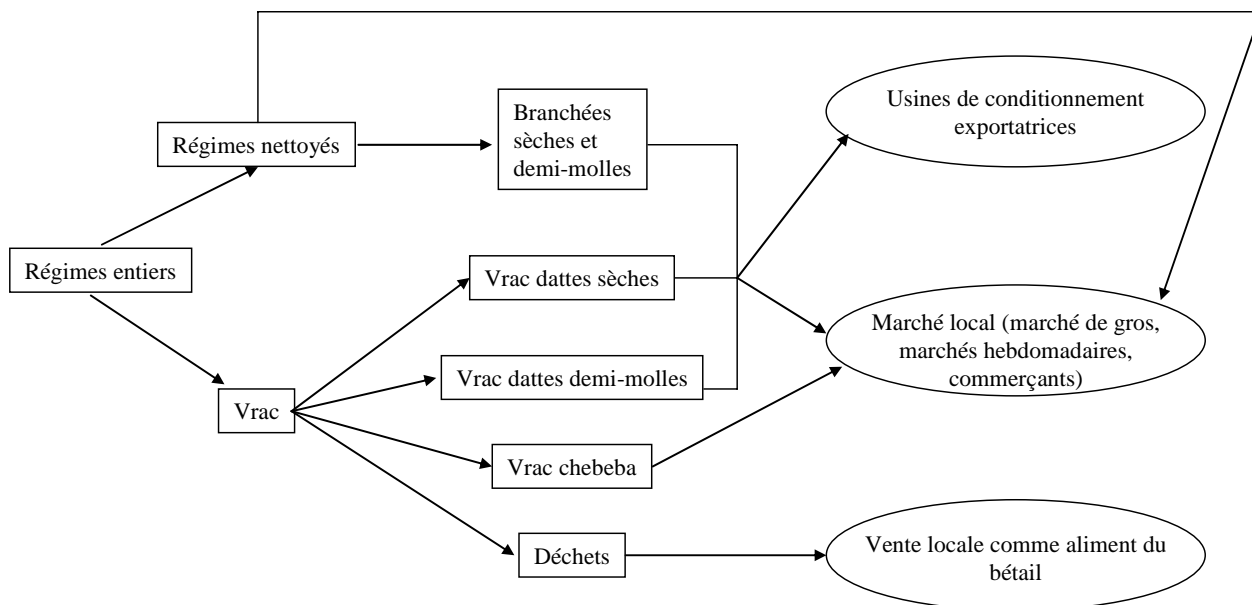 Usines de conditionnement
exportatrices
Branchées
sèches et
demi-molles
Régimes nettoyés
Régimes entiers
Vrac dattes sèches
Marché local (marché de gros,
marchés hebdomadaires,
commerçants)
Vrac dattes demi-molles
Vrac
Vrac chebeba
Déchets
Vente locale comme aliment du
bétail